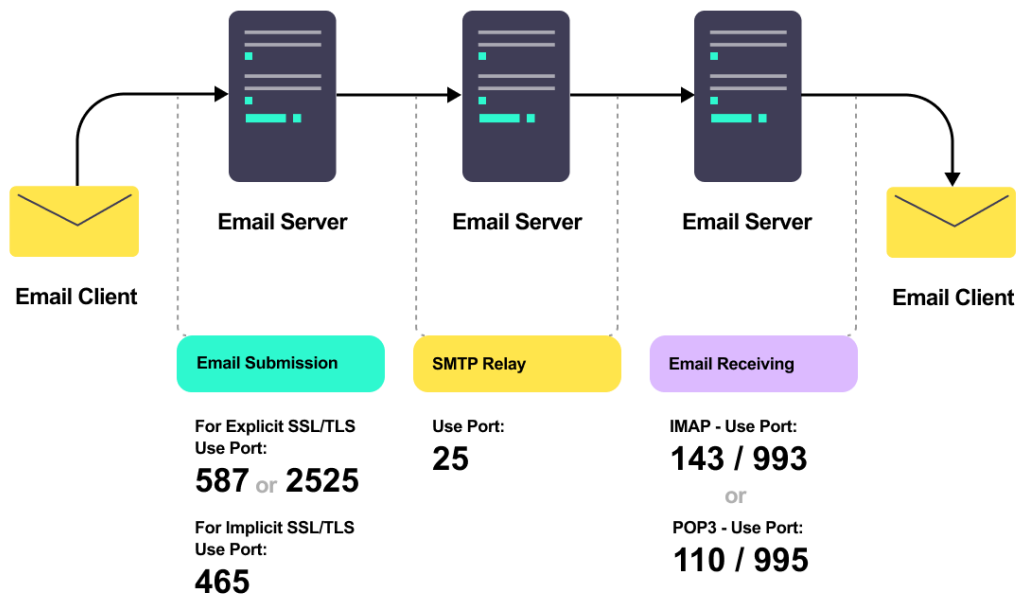 Email Server
Email Server
Email Server
Email Client
Email Client
Email Submission
For Explicit SSL/TLS
Use Port:
587 or 2525
For Implicit SSL/TLS
Use Port:
465
SMTP Relay
Use Port:
25
Email Receiving
IMAP - Use Port:
143 / 993
or
POP3 - Use Port:
110 / 995